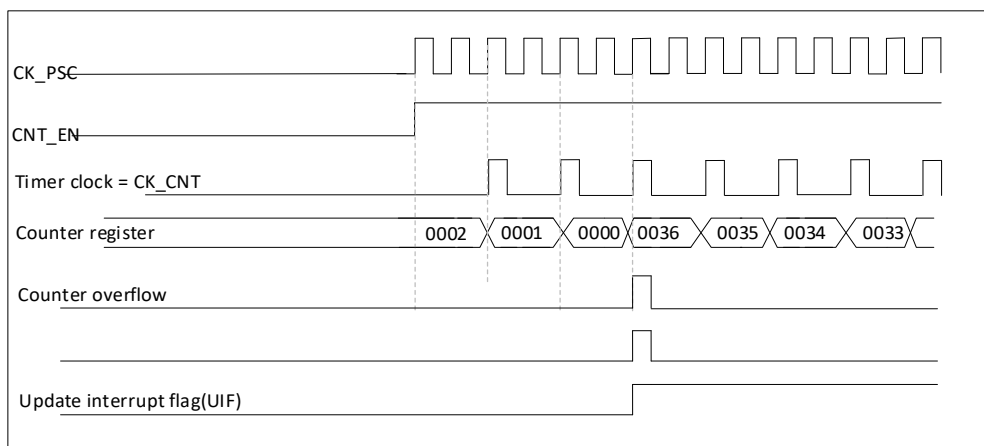 CK_PSC
CNT_EN
Timer clock = CK_CNT
Counter register 0002 0001 0000 0036 0035 0034 0033
Counter overflow
Update interrupt flag(UIF)